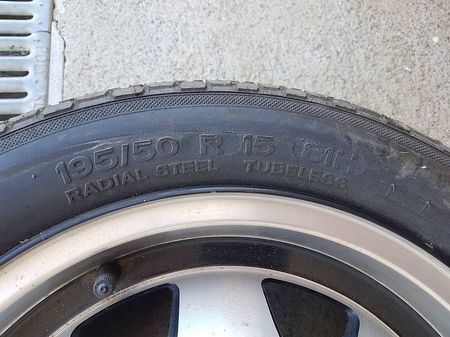 195/50 R 15 81H
RADIAL STEEL TUBELESS